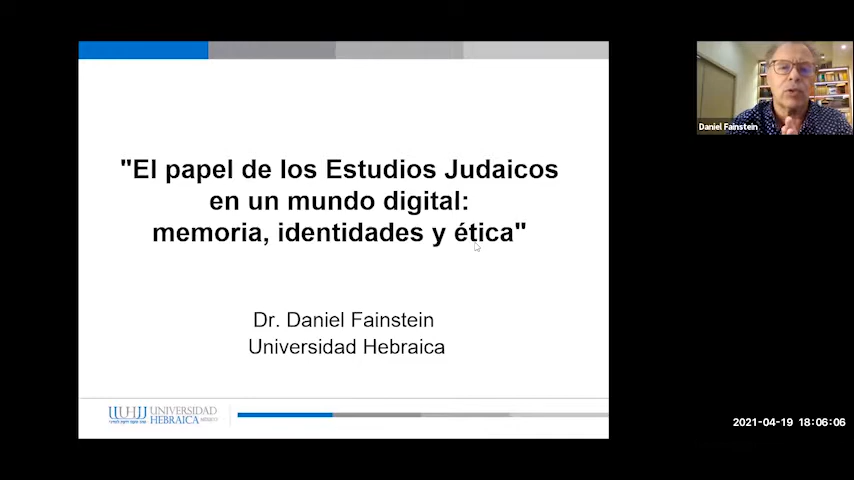 "El papel de los Estudios Judaicos
en un mundo digital:
memoria, identidades y ética"
Dr. Daniel Fainstein
Universidad Hebraica
UNIVERSIDAD
HEBRAICA
Daniel Fainstein
2021-04-19 18:06:06